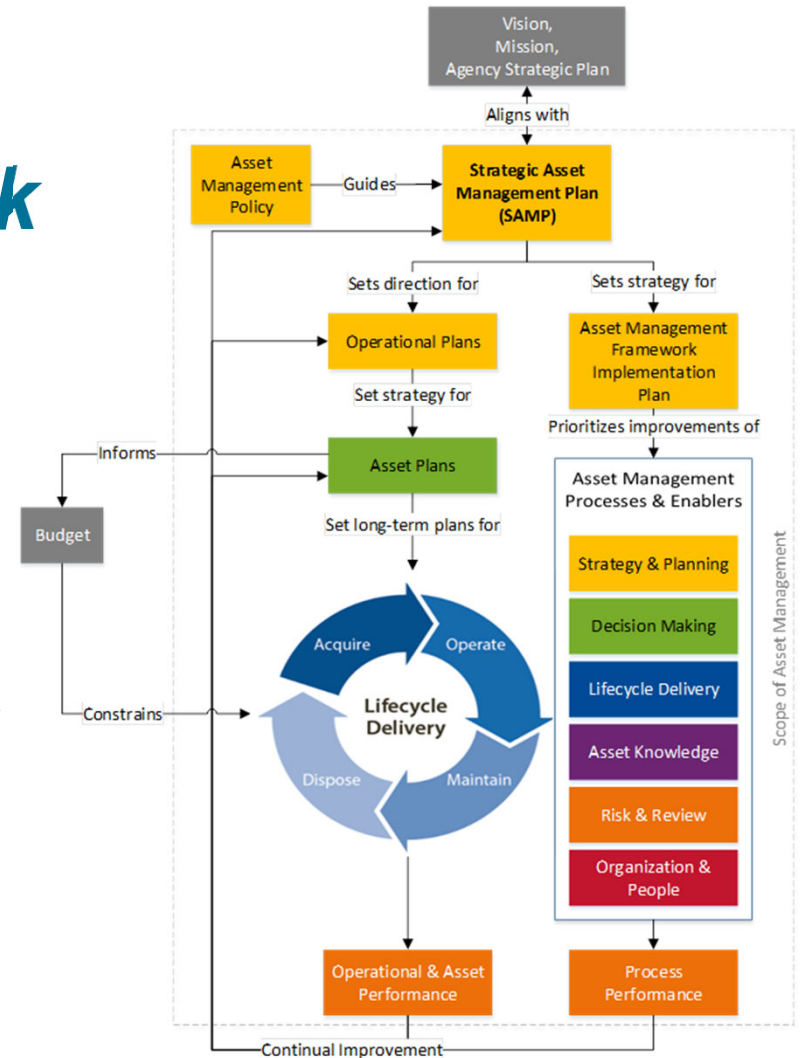 Vision,
Mission,
Agency Strategic Plan
Aligns with
k
Asset
Management
Policy
Guides
Strategic Asset
Management Plan
(SAMP)
Sets direction for
Sets strategy for
Operational Plans
Asset Management
Framework
Implementation
Plan
Set strategy for
Prioritizes improvements of
Informs
Asset Plans
Asset Management
Processes & Enablers
Budget
Set long-term plans for
Strategy & Planning
Decision Making
Acquire
Operate
Lifecycle
Delivery
Lifecycle Delivery
Scope of Asset Management
Constrains
Asset Knowledge
Dispose
Maintain
Risk & Review
Organization &
People
Operational & Asset
Performance
Process
Performance
Continual Improvement